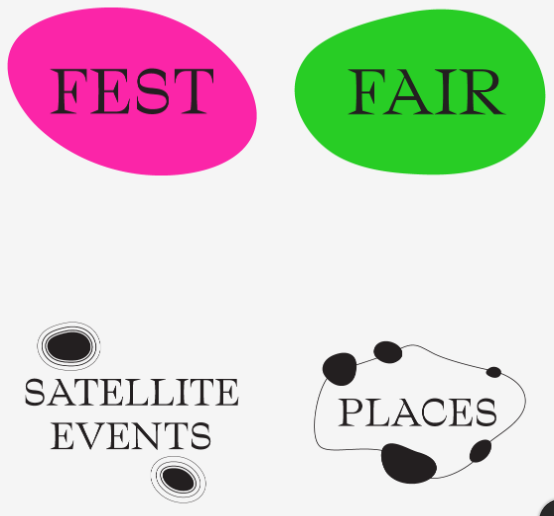 FEST
FAIR
SATELLITE
EVENTS
PLACES